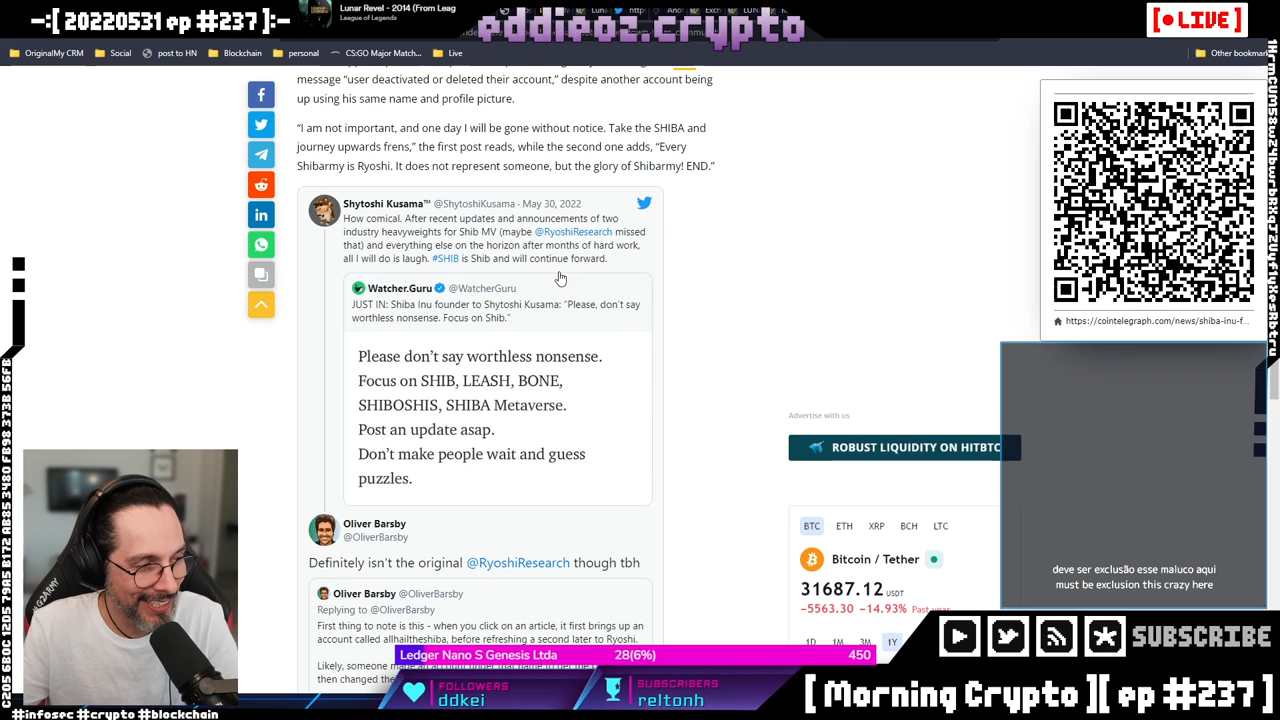 -:[ 20220531 ep #237 ]:-
Lunar Revel - 2014 (From Leag
League of Legends
eddieoz.crypto
[● LIVE]
OriginalMy CRM
Social
post to HN
Blockchain
personal
CS:GO Major Match...
Live
Other bookmar
message “user deactivated or deleted their account,” despite another account being
up using his same name and profile picture.
“I am not important, and one day I will be gone without notice. Take the SHIBA and
journey upwards frens,” the first post reads, while the second one adds, “Every
Shibarmy is Ryoshi. It does not represent someone, but the glory of Shibarmy! END.”
Shytoshi Kusama™ @ShytoshiKusama · May 30, 2022
How comical. After recent updates and announcements of two
industry heavyweights for Shib MV (maybe @RyoshiResearch missed
that) and everything else on the horizon after months of hard work,
all I will do is laugh. #SHIB is Shib and will continue forward.
Watcher.Guru @WatcherGuru
JUST IN: Shiba Inu founder to Shytoshi Kusama: “Please, don’t say
worthless nonsense. Focus on Shib.”
Please don’t say worthless nonsense.
Focus on SHIB, LEASH, BONE,
SHIBOSHIS, SHIBA Metaverse.
Post an update asap.
Don’t make people wait and guess
puzzles.
Oliver Barsby
@OliverBarsby
Definitely isn't the original @RyoshiResearch though tbh
Oliver Barsby @OliverBarsby
Replying to @OliverBarsby
First thing to note is this - when you click on an article, it first brings up an
account called allhailtheshiba, before refreshing a second later to Ryoshi.
https://cointelegraph.com/news/shiba-inu-f...
Advertise with us
ROBUST LIQUIDITY ON HITBTC
BTC ETH XRP BCH LTC
Bitcoin / Tether
31687.12 USDT
−5563.30 −14.93% Past year
1D 1M 3M 1Y
deve ser exclusão esse maluco aqui
must be exclusion this crazy here
Ledger Nano S Genesis Ltda 28(6%) 450
FOLLOWERS
ddkei
SUBSCRIBERS
reltonh
SUBSCRIBE
[ Morning Crypto ][ ep #237 ]
#infosec #crypto #blockchain